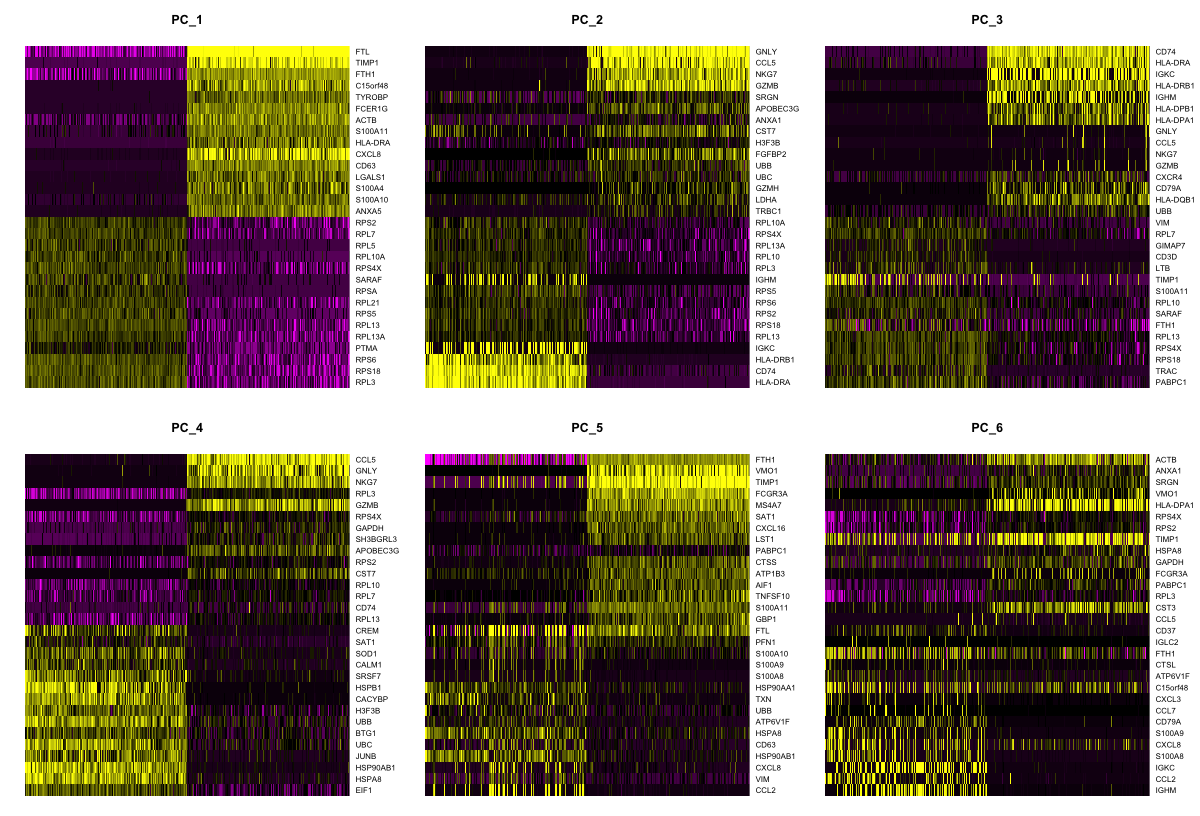 PC_1
FTL
TIMP1
FTH1
C15orf48
TYROBP
FCER1G
ACTB
S100A11
HLA-DRA
CXCL8
CD63
LGALS1
S100A4
S100A10
ANXA5
RPS2
RPL7
RPL5
RPL10A
RPS4X
SARAF
RPSA
RPL21
RPS5
RPL13
RPL13A
PTMA
RPS6
RPS18
RPL3
PC_2
GNLY
CCL5
NKG7
GZMB
SRGN
APOBEC3G
ANXA1
CST7
H3F3B
FGFBP2
UBB
UBC
GZMH
LDHA
TRBC1
RPL10A
RPS4X
RPL13A
RPL10
RPL3
IGHM
RPS5
RPS6
RPS2
RPS18
RPL13
IGKC
HLA-DRB1
CD74
HLA-DRA
PC_3
CD74
HLA-DRA
IGKC
HLA-DRB1
IGHM
HLA-DPB1
HLA-DPA1
GNLY
CCL5
NKG7
GZMB
CXCR4
CD79A
HLA-DQB1
UBB
VIM
RPL7
GIMAP7
CD3D
LTB
TIMP1
S100A11
RPL10
SARAF
FTH1
RPL13
RPS4X
RPS18
TRAC
PABPC1
PC_4
CCL5
GNLY
NKG7
RPL3
GZMB
RPS4X
GAPDH
SH3BGRL3
APOBEC3G
RPS2
CST7
RPL10
RPL7
CD74
RPL13
CREM
SAT1
SOD1
CALM1
SRSF7
HSPB1
CACYBP
H3F3B
UBB
BTG1
UBC
JUNB
HSP90AB1
HSPA8
EIF1
PC_5
FTH1
VMO1
TIMP1
FCGR3A
MS4A7
SAT1
CXCL16
LST1
PABPC1
CTSS
ATP1B3
AIF1
TNFSF10
S100A11
GBP1
FTL
PFN1
S100A10
S100A9
S100A8
HSP90AA1
TXN
UBB
ATP6V1F
HSPA8
CD63
HSP90AB1
CXCL8
VIM
CCL2
PC_6
ACTB
ANXA1
SRGN
VMO1
HLA-DPA1
RPS4X
RPS2
TIMP1
HSPA8
GAPDH
FCGR3A
PABPC1
RPL3
CST3
CCL5
CD37
IGLC2
FTH1
CTSL
ATP6V1F
C15orf48
CXCL3
CCL7
CD79A
S100A9
CXCL8
S100A8
IGKC
CCL2
IGHM